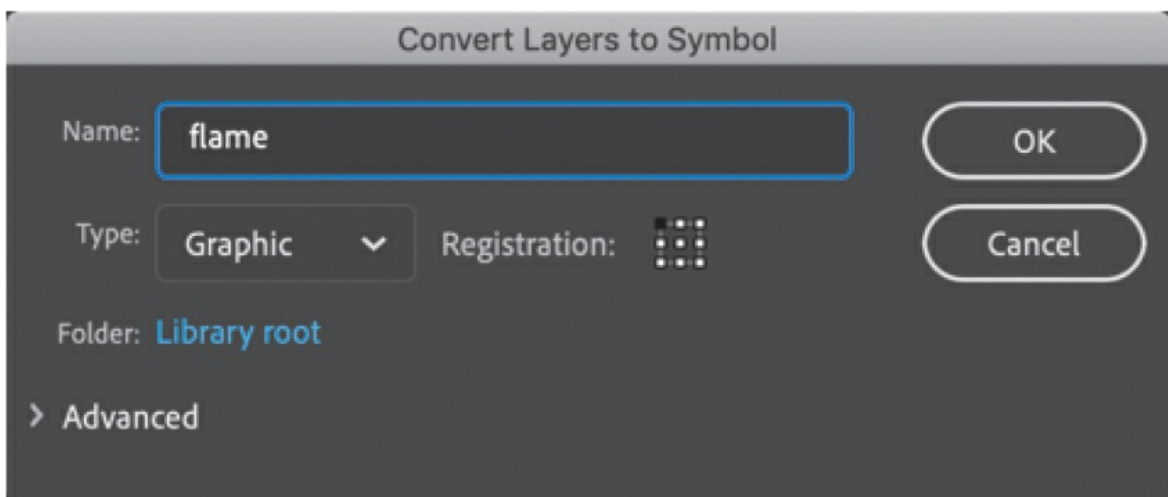 Convert Layers to Symbol
Name: flame OK
Type: Graphic Registration: Cancel
Folder: Library root
Advanced